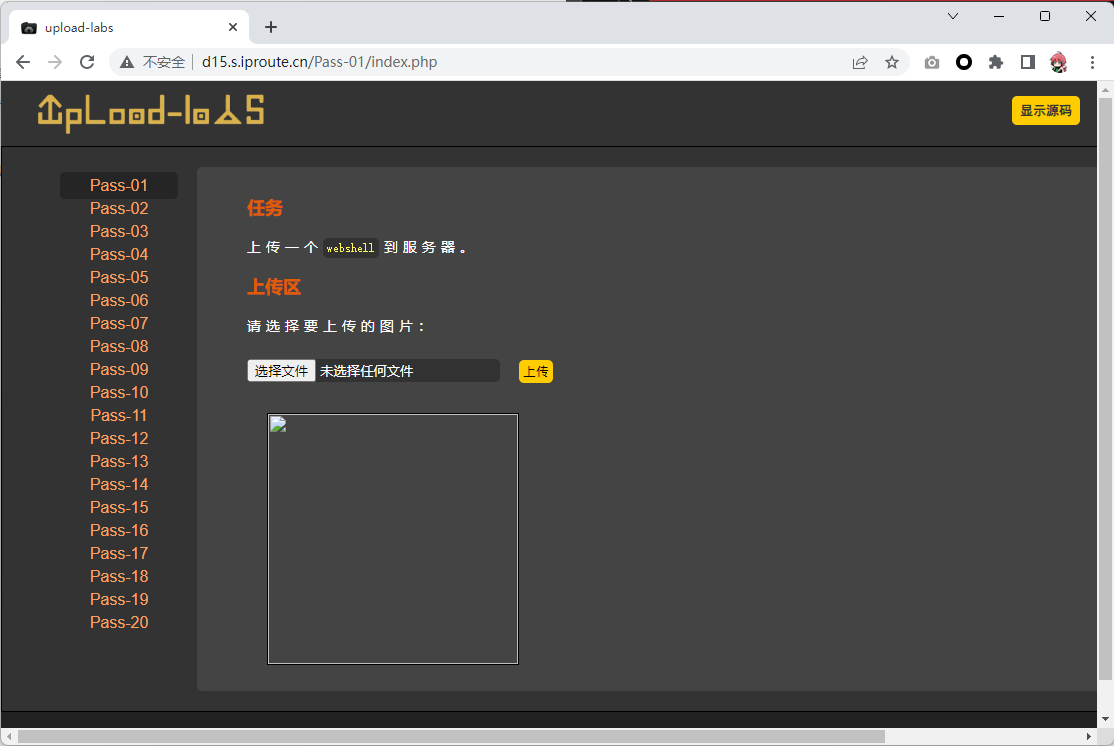 upload-labs
不安全 d15.s.iproute.cn/Pass-01/index.php
UpLoad-labS
显示源码
Pass-01
Pass-02
Pass-03
Pass-04
Pass-05
Pass-06
Pass-07
Pass-08
Pass-09
Pass-10
Pass-11
Pass-12
Pass-13
Pass-14
Pass-15
Pass-16
Pass-17
Pass-18
Pass-19
Pass-20
任务
上传一个 webshell 到服务器。
上传区
请选择要上传的图片：
选择文件 未选择任何文件 上传